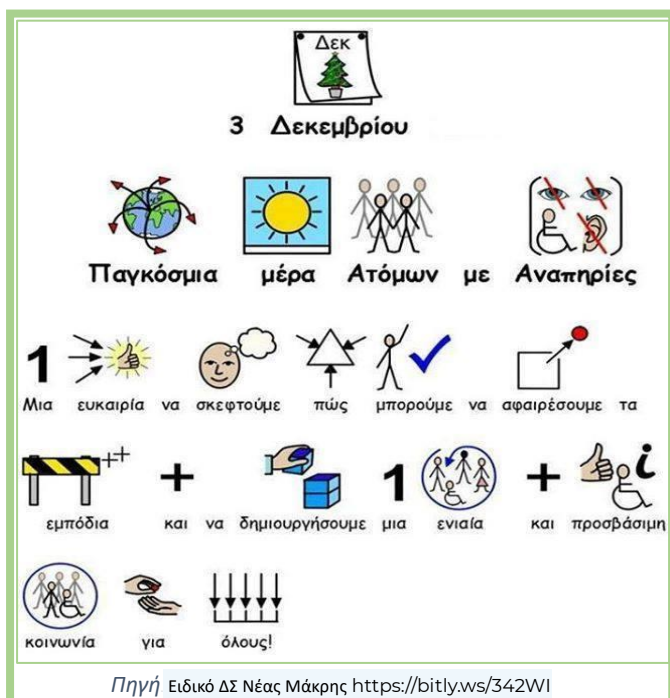 Δεκ
3 Δεκεμβρίου
Παγκόσμια μέρα Ατόμων με Αναπηρίες
1
Μια ευκαιρία να σκεφτούμε πώς μπορούμε να αφαιρέσουμε τα
++ + 1 + i
εμπόδια και να δημιουργήσουμε μια ενιαία και προσβάσιμη
κοινωνία για όλους!
Πηγή Ειδικό ΔΣ Νέας Μάκρης https://bitly.ws/342WI